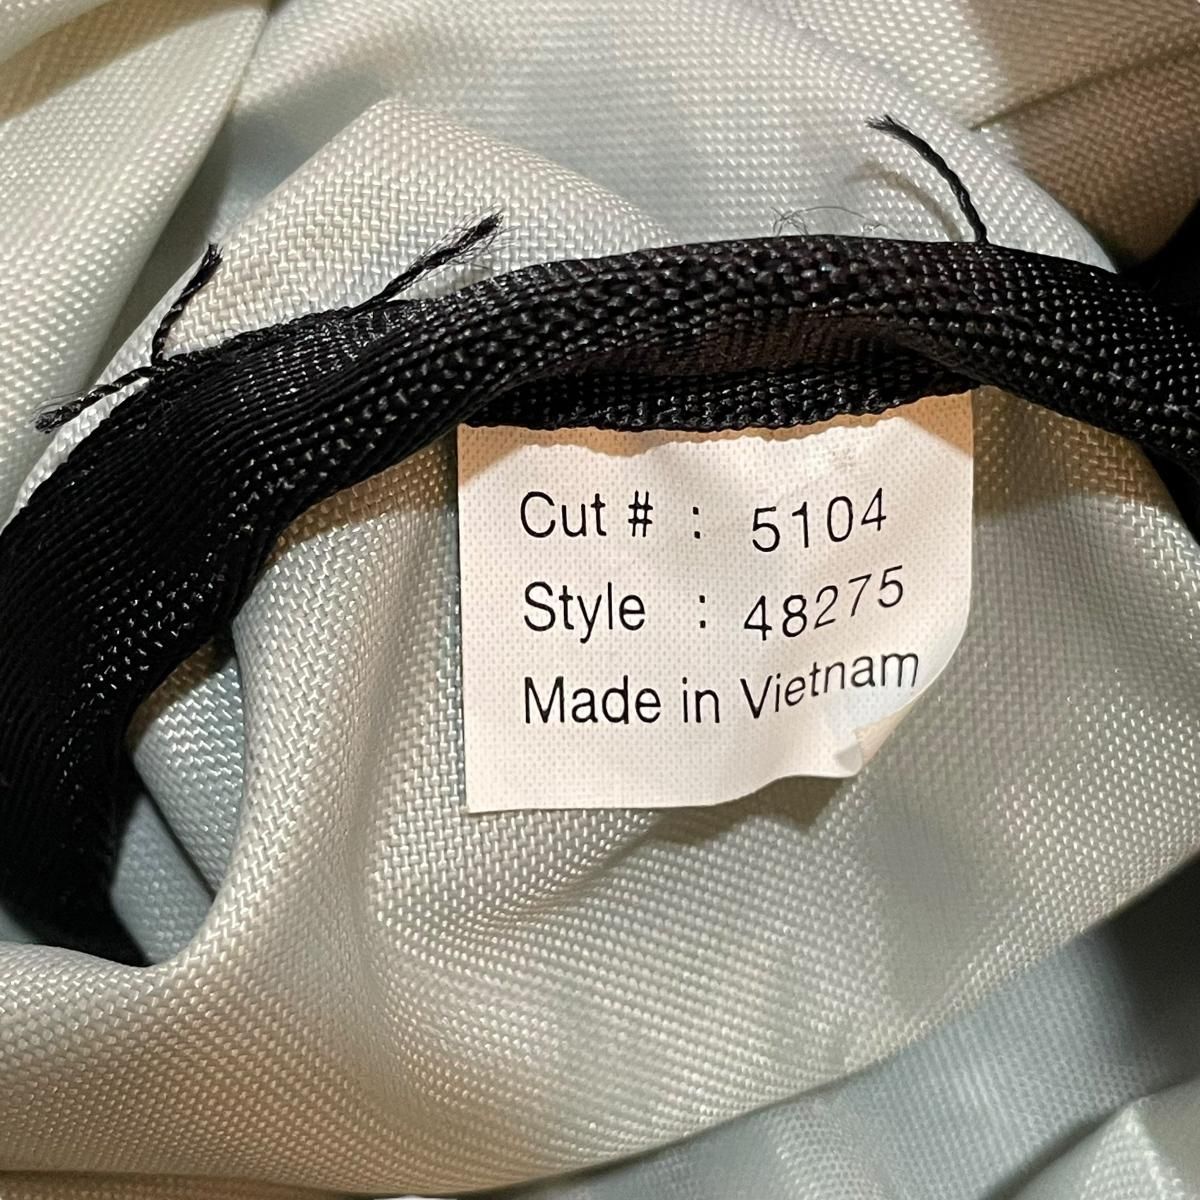 Cut # : 5104
Style : 48275
Made in Vietnam